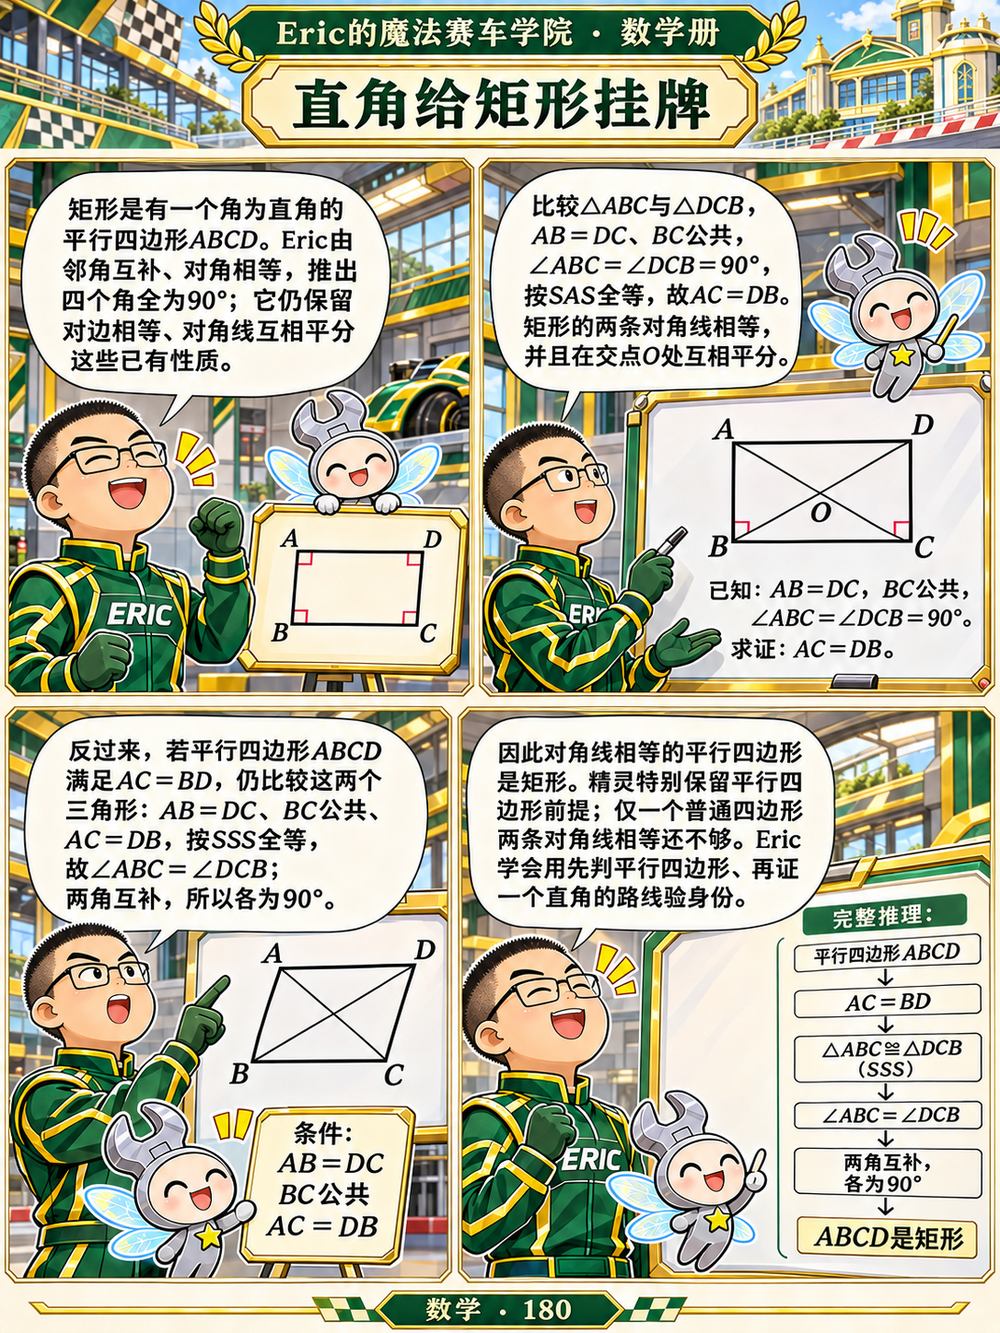 Eric的魔法赛车学院 · 数学册
直角给矩形挂牌
矩形是有一个角为直角的
平行四边形ABCD。Eric由
邻角互补、对角相等，推出
四个角全为90°；它仍保留
对边相等、对角线互相平分
这些已有性质。
ERIC
A
D
B
C
比较△ABC与△DCB，
AB＝DC、BC公共，
∠ABC＝∠DCB＝90°，
按SAS全等，故AC＝DB。
矩形的两条对角线相等，
并且在交点O处互相平分。
ERIC
A
D
O
B
C
已知：AB＝DC，BC公共，
∠ABC＝∠DCB＝90°。
求证：AC＝DB。
反过来，若平行四边形ABCD
满足AC＝BD，仍比较这两个
三角形：AB＝DC、BC公共、
AC＝DB，按SSS全等，
故∠ABC＝∠DCB；
两角互补，所以各为90°。
A
D
B
C
条件：
AB＝DC
BC公共
AC＝DB
因此对角线相等的平行四边形
是矩形。精灵特别保留平行四
边形前提；仅一个普通四边形
两条对角线相等还不够。Eric
学会用先判平行四边形、再证
一个直角的路线验身份。
ERIC
完整推理：
平行四边形ABCD
↓
AC＝BD
↓
△ABC≌△DCB
（SSS）
↓
∠ABC＝∠DCB
↓
两角互补，
各为90°
↓
ABCD是矩形
数学 · 180